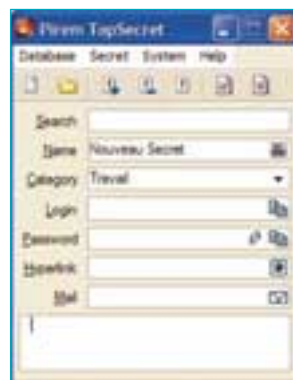 Pirem TopSecret
Database Secret System Help
Search
Name Nouveau Secret
Category Travail
Login
Password
Hyperlink
Mail